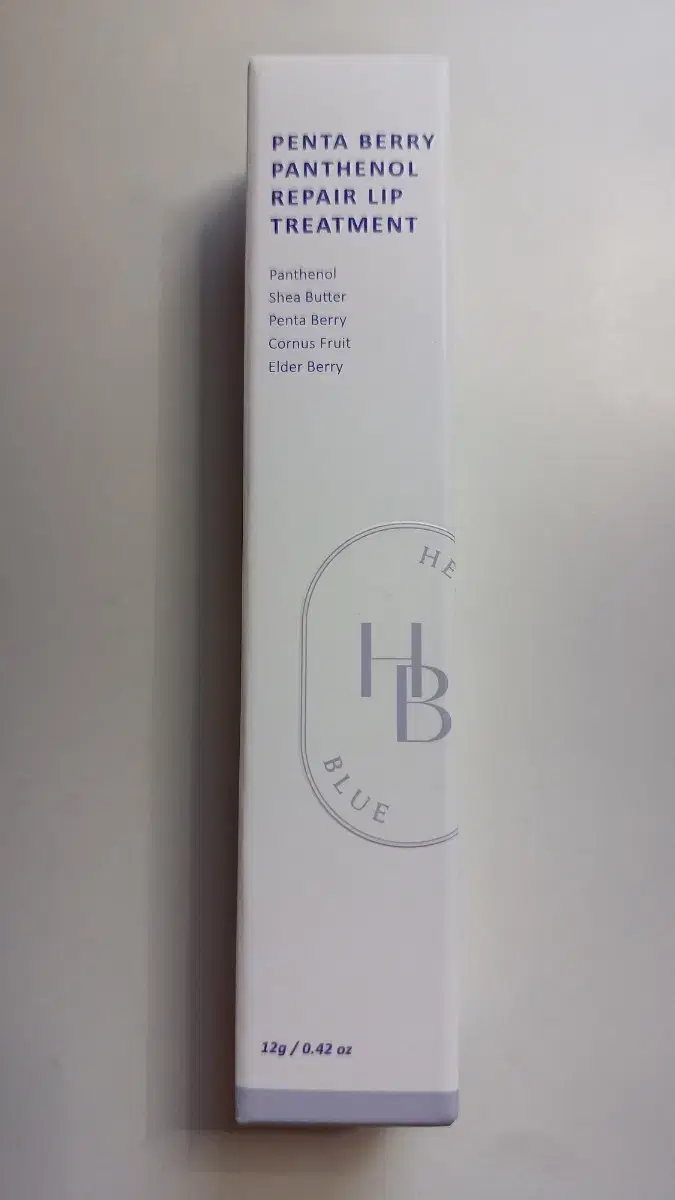 PENTA BERRY
PANTHENOL
REPAIR LIP
TREATMENT
Panthenol
Shea Butter
Penta Berry
Cornus Fruit
Elder Berry
HE
HB
BLUE
12g / 0.42 oz